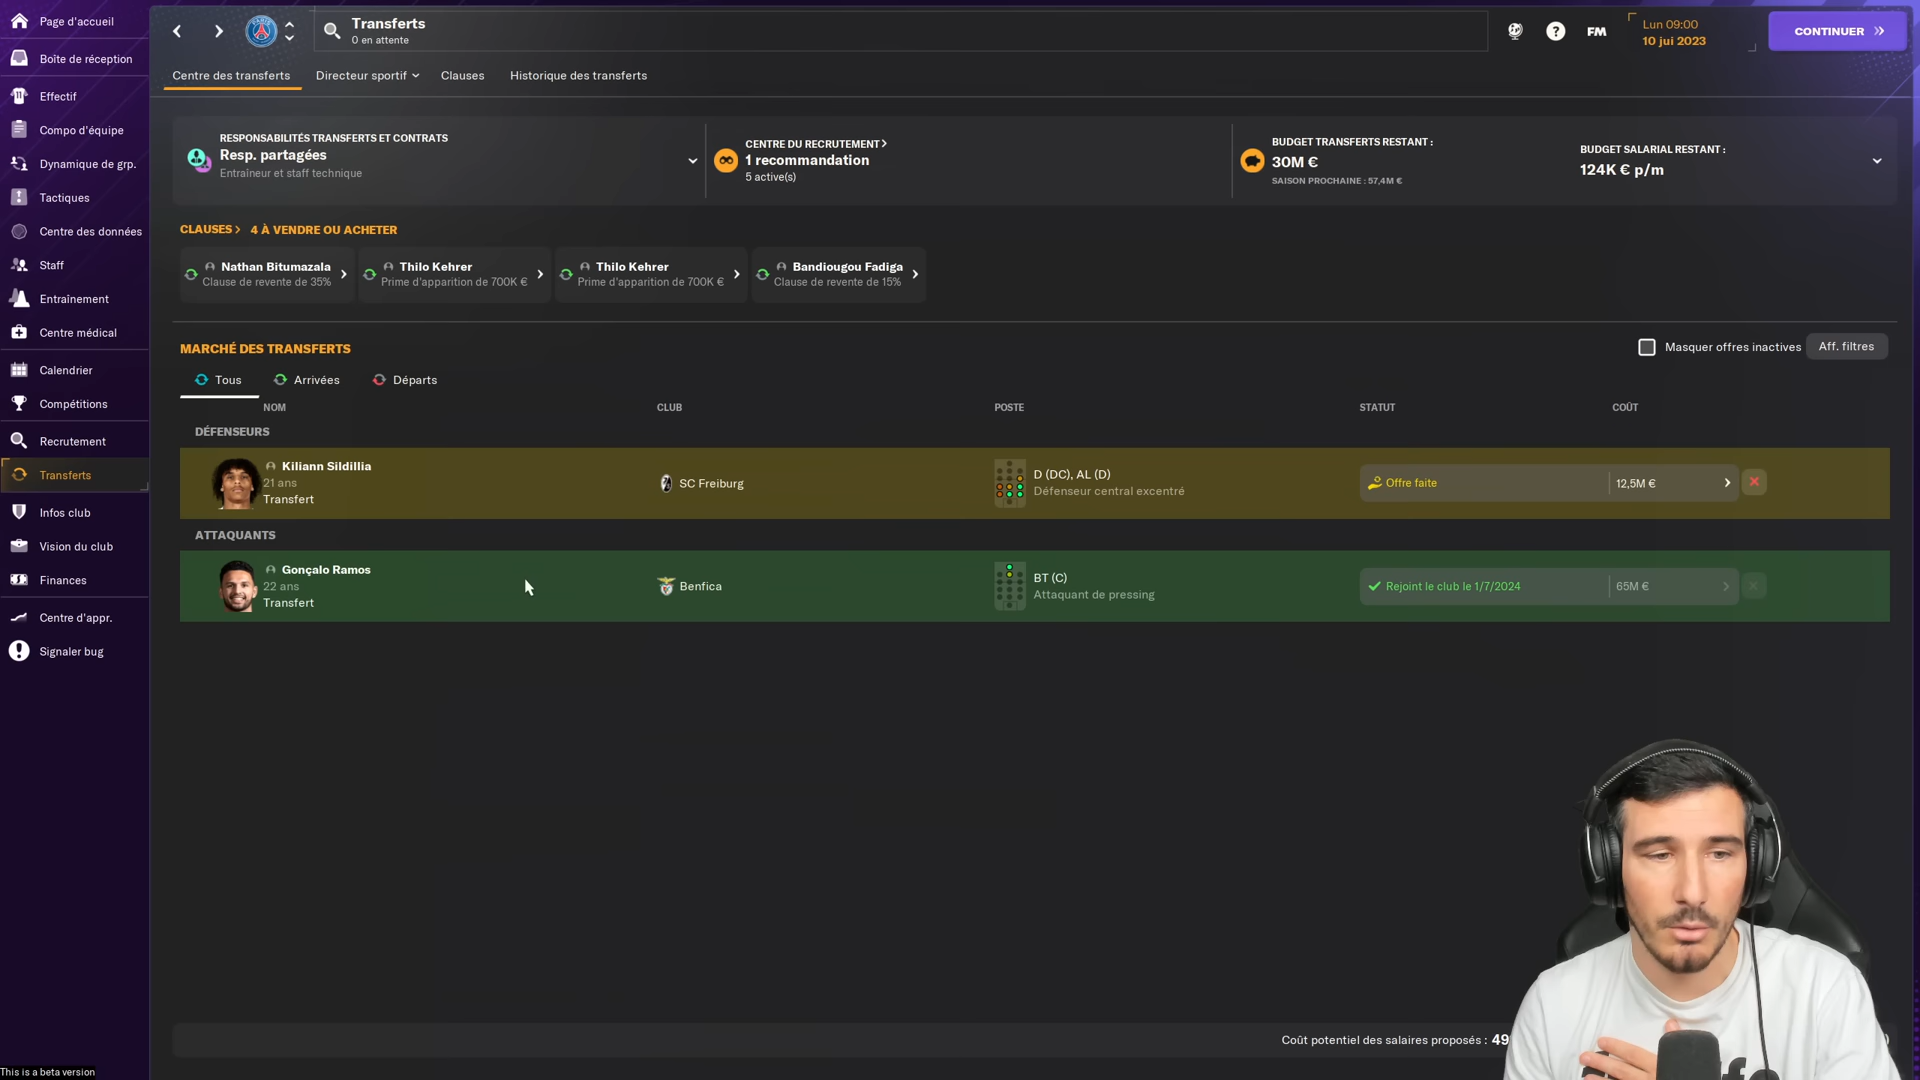 Page d'accueil
Boîte de réception
Effectif
Compo d'équipe
Dynamique de grp.
Tactiques
Centre des données
Staff
Entraînement
Centre médical
Calendrier
Compétitions
Recrutement
Transferts
Infos club
Vision du club
Finances
Centre d'appr.
Signaler bug
This is a beta version
Transferts
0 en attente
FM
Lun 09:00
10 jui 2023
CONTINUER
Centre des transferts
Directeur sportif
Clauses
Historique des transferts
RESPONSABILITÉS TRANSFERTS ET CONTRATS
Resp. partagées
Entraîneur et staff technique
CENTRE DU RECRUTEMENT
1 recommandation
5 active(s)
BUDGET TRANSFERTS RESTANT :
30M €
SAISON PROCHAINE : 57,4M €
BUDGET SALARIAL RESTANT :
124K € p/m
CLAUSES 4 À VENDRE OU ACHETER
Nathan Bitumazala
Clause de revente de 35%
Thilo Kehrer
Prime d'apparition de 700K €
Thilo Kehrer
Prime d'apparition de 700K €
Bandiougou Fadiga
Clause de revente de 15%
MARCHÉ DES TRANSFERTS
Masquer offres inactives
Aff. filtres
Tous
Arrivées
Départs
NOM
CLUB
POSTE
STATUT
COÛT
DÉFENSEURS
Kiliann Sildillia
21 ans
Transfert
SC Freiburg
D (DC), AL (D)
Défenseur central excentré
Offre faite
12,5M €
ATTAQUANTS
Gonçalo Ramos
22 ans
Transfert
Benfica
BT (C)
Attaquant de pressing
Rejoint le club le 1/7/2024
65M €
Coût potentiel des salaires proposés : 49